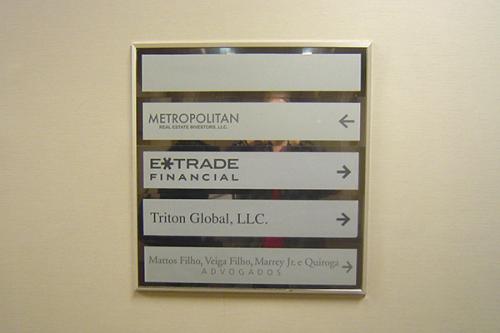 METROPOLITAN
REAL ESTATE INVESTORS, LLC.
E*TRADE
FINANCIAL
Triton Global, LLC.
Mattos Filho, Veiga Filho, Marrey Jr. e Quiroga
ADVOGADOS